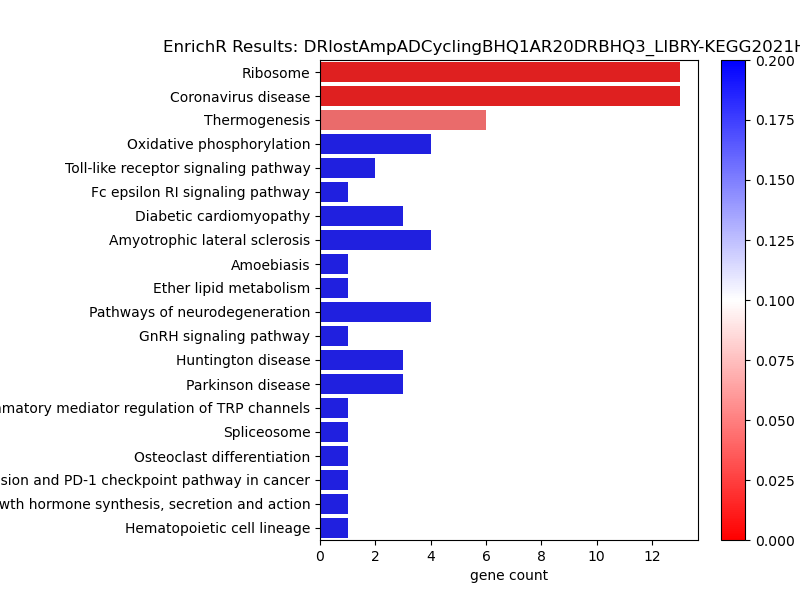 EnrichR Results: DRlostAmpADCyclingBHQ1AR20DRBHQ3_LIBRY-KEGG2021H
Ribosome
Coronavirus disease
Thermogenesis
Oxidative phosphorylation
Toll-like receptor signaling pathway
Fc epsilon RI signaling pathway
Diabetic cardiomyopathy
Amyotrophic lateral sclerosis
Amoebiasis
Ether lipid metabolism
Pathways of neurodegeneration
GnRH signaling pathway
Huntington disease
Parkinson disease
mediator regulation of TRP channels
Spliceosome
Osteoclast differentiation
and PD-1 checkpoint pathway in cancer
hormone synthesis, secretion and action
Hematopoietic cell lineage
0 2 4 6 8 10 12
gene count
0.200
0.175
0.150
0.125
0.100
0.075
0.050
0.025
0.000